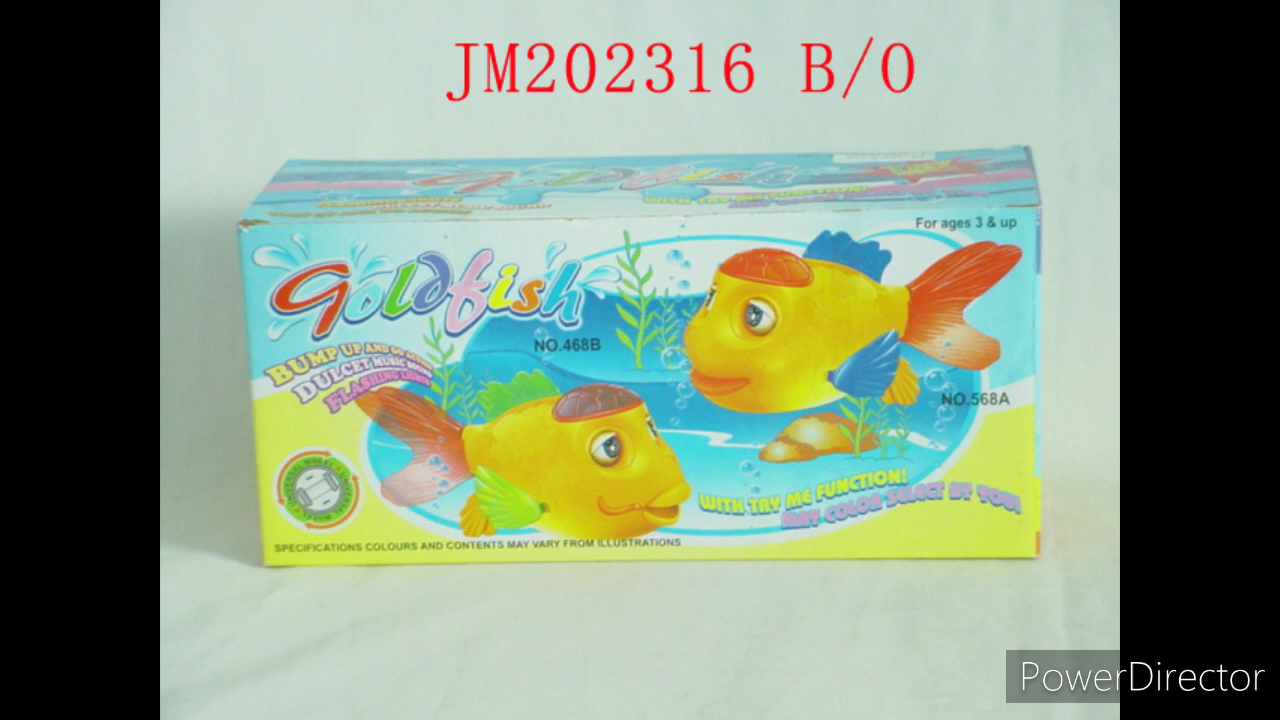 JM202316 B/O
For ages 3 & up
Goldfish
NO.468B
BUMP UP AND GO ACTION
DULCET MUSIC SOUND
FLASHING LIGHTS
NO.568A
WITH TRY ME FUNCTION!
MAY COLOR SELECT BY YOU!
SPECIFICATIONS COLOURS AND CONTENTS MAY VARY FROM ILLUSTRATIONS
PowerDirector